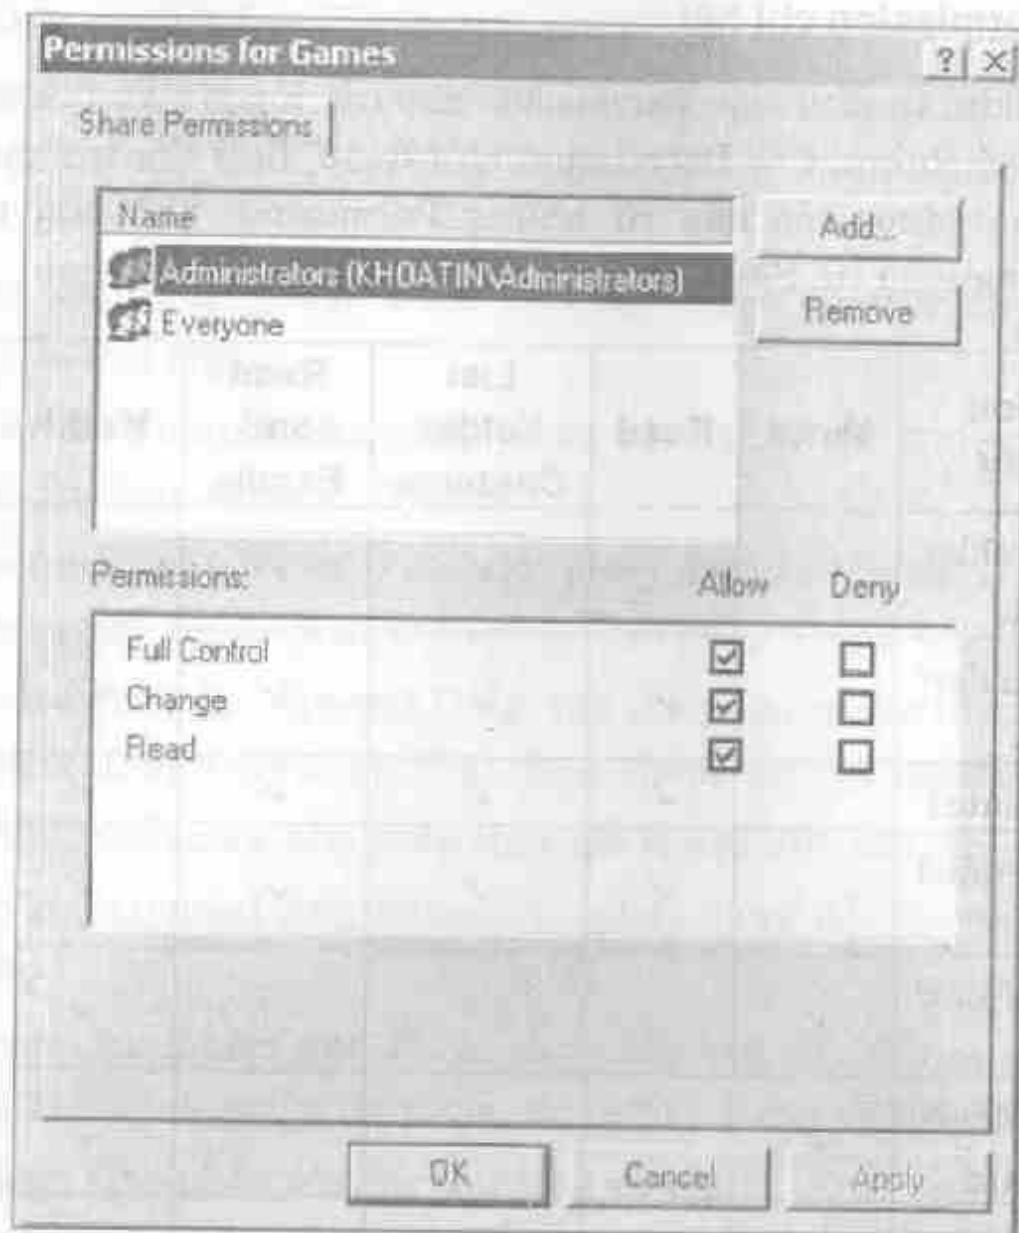 Permissions for Games
Share Permissions
Name
Add...
Administrators (KHOATIN\Administrators)
Everyone
Remove
Permissions:
Allow
Deny
Full Control
Change
Read
OK
Cancel
Apply